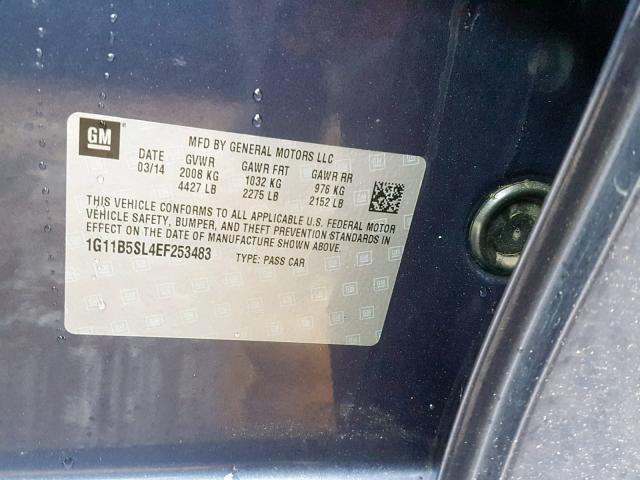 GM
MFD BY GENERAL MOTORS LLC
DATE GVWR GAWR FRT GAWR RR
03/14 2008 KG 1032 KG 976 KG
4427 LB 2275 LB 2152 LB
THIS VEHICLE CONFORMS TO ALL APPLICABLE U.S. FEDERAL MOTOR
VEHICLE SAFETY, BUMPER, AND THEFT PREVENTION STANDARDS IN
EFFECT ON THE DATE OF MANUFACTURE SHOWN ABOVE.
1G11B5SL4EF253483 TYPE: PASS CAR